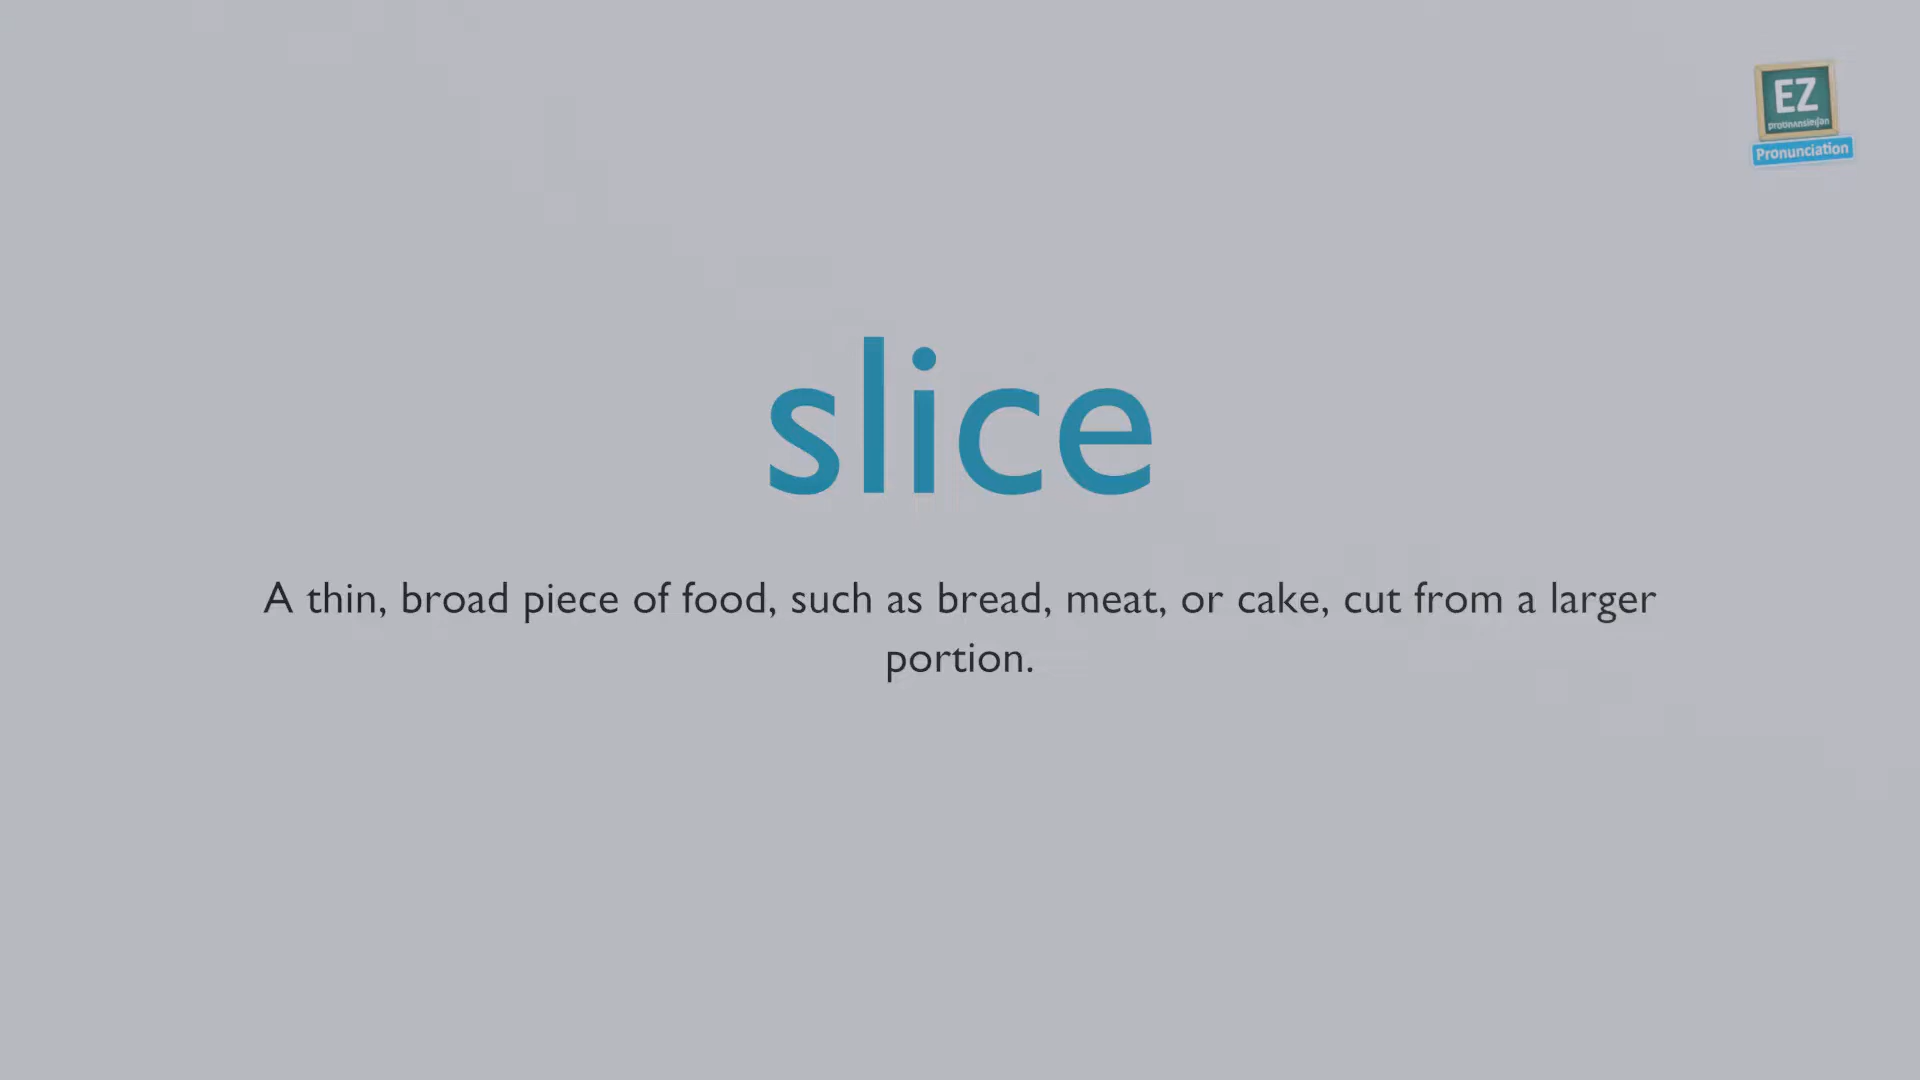 EZ
Pronunciation
slice
A thin, broad piece of food, such as bread, meat, or cake, cut from a larger
portion.